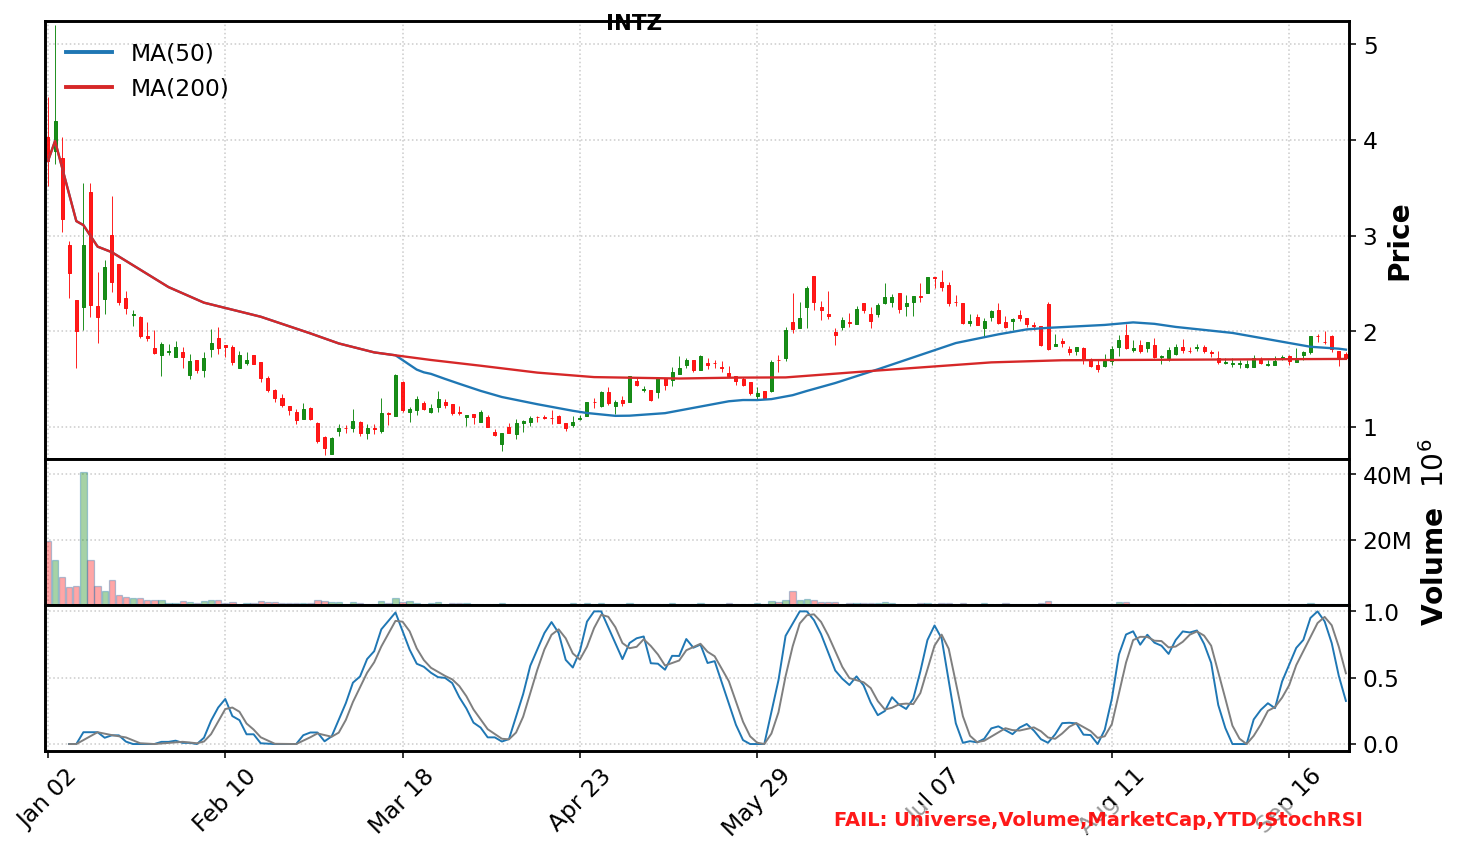 INTZ
MA(50)
MA(200)
5
4
3
2
1
Price
40M
20M
Volume 10^6
1.0
0.5
0.0
Jan 02
Feb 10
Mar 18
Apr 23
May 29
Jul 07
Aug 11
Sep 16
FAIL: Universe,Volume,MarketCap,YTD,StochRSI